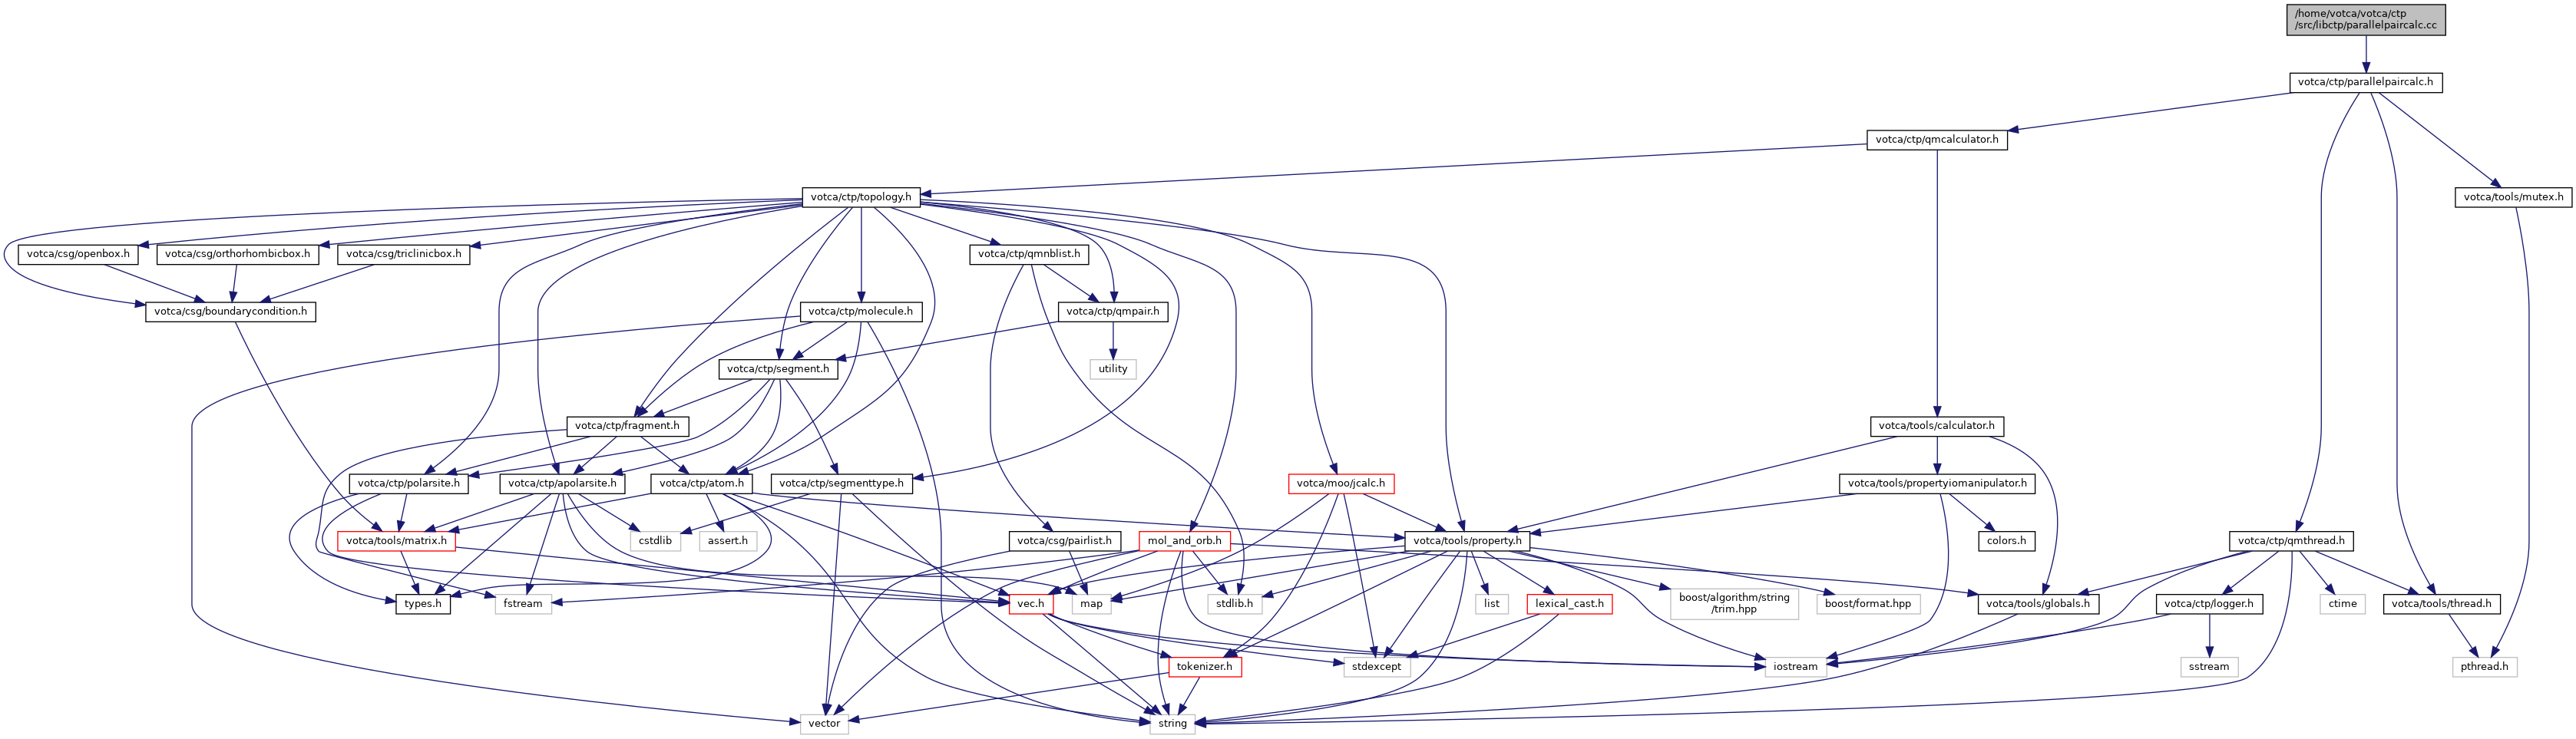 /home/votca/votca/ctp
/src/libctp/parallelpaircalc.cc
votca/ctp/parallelpaircalc.h
votca/ctp/qmcalculator.h
votca/ctp/topology.h
votca/tools/mutex.h
votca/csg/openbox.h
votca/csg/orthorhombicbox.h
votca/csg/triclinicbox.h
votca/ctp/qmnblist.h
votca/csg/boundarycondition.h
votca/ctp/molecule.h
votca/ctp/qmpair.h
votca/ctp/segment.h
utility
votca/ctp/fragment.h
votca/tools/calculator.h
votca/ctp/polarsite.h
votca/ctp/apolarsite.h
votca/ctp/atom.h
votca/ctp/segmenttype.h
votca/moo/jcalc.h
votca/tools/propertyiomanipulator.h
votca/tools/matrix.h
cstdlib
assert.h
votca/csg/pairlist.h
mol_and_orb.h
votca/tools/property.h
colors.h
votca/ctp/qmthread.h
types.h
fstream
vec.h
map
stdlib.h
list
lexical_cast.h
boost/algorithm/string
/trim.hpp
boost/format.hpp
votca/tools/globals.h
votca/ctp/logger.h
ctime
votca/tools/thread.h
tokenizer.h
stdexcept
iostream
sstream
pthread.h
vector
string